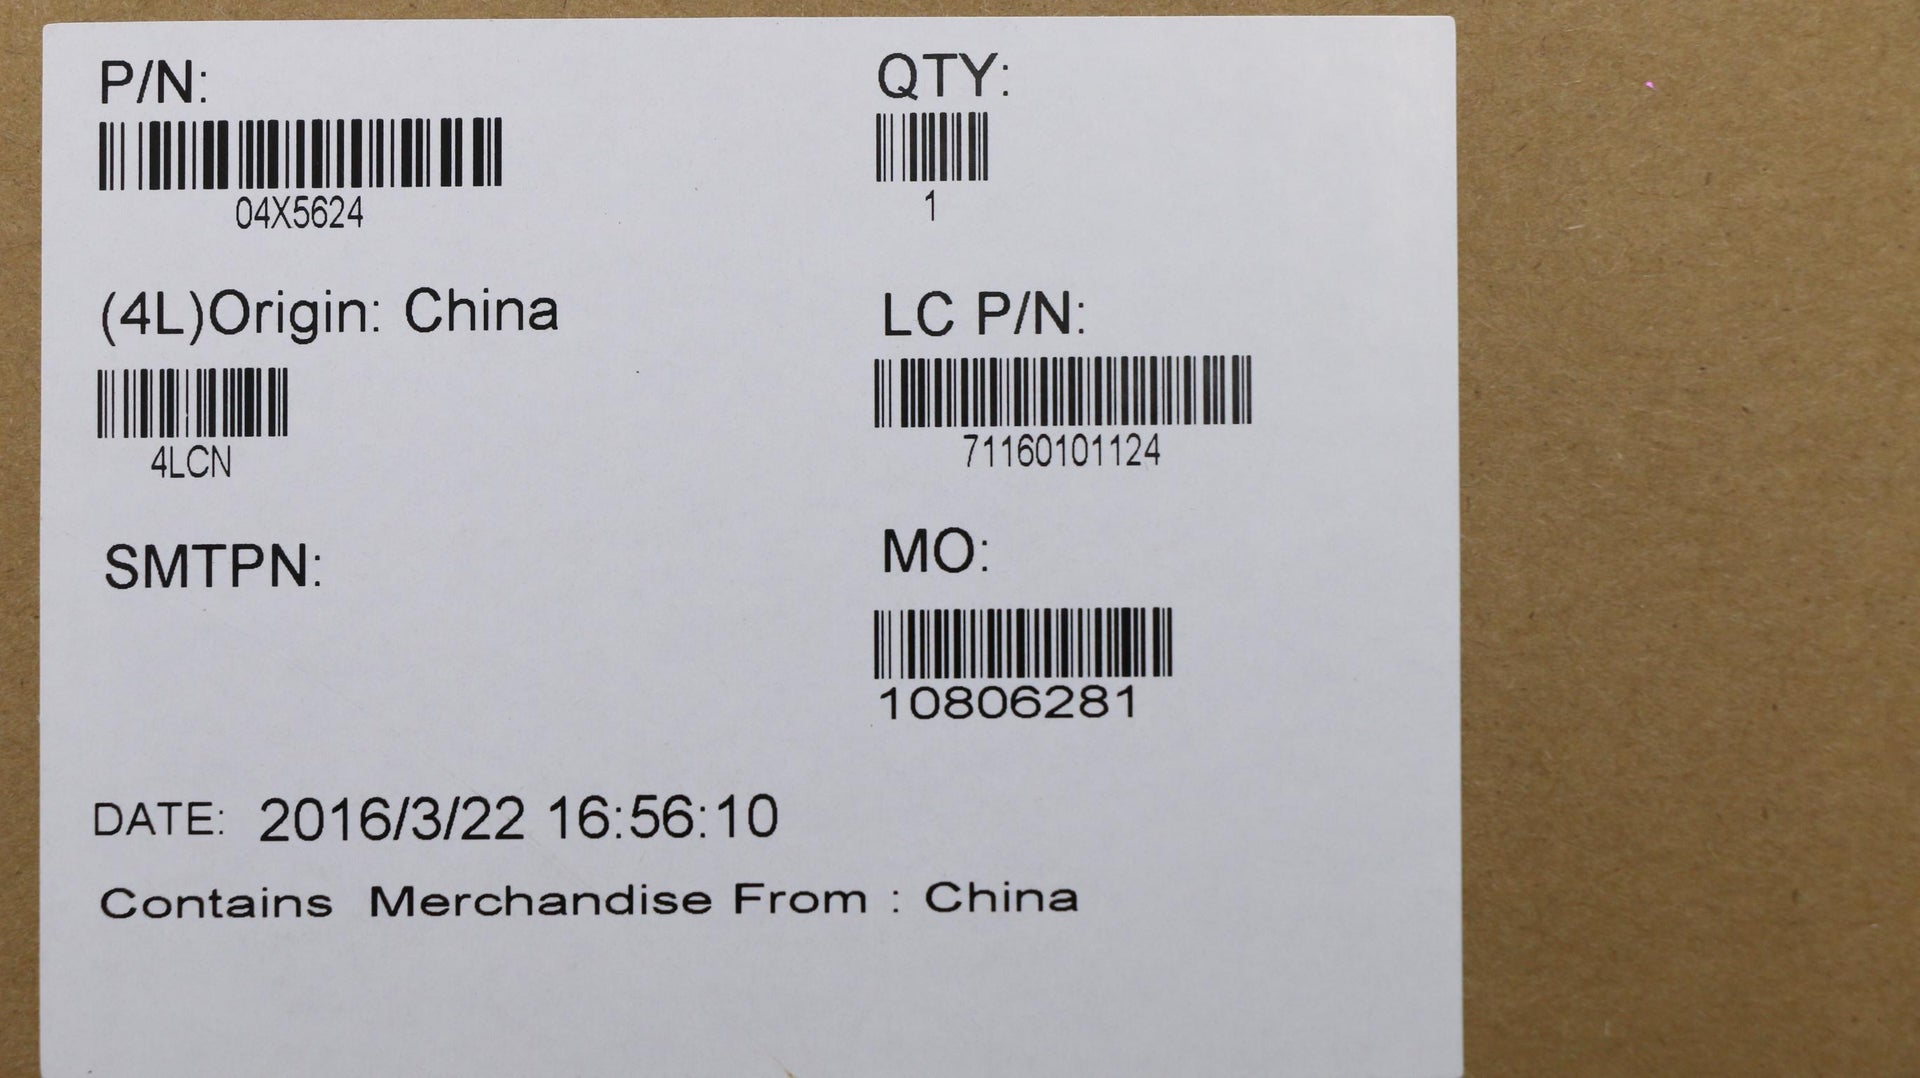 P/N:
04X5624
QTY:
1
(4L)Origin: China
4LCN
LC P/N:
71160101124
SMTPN:
MO:
10806281
DATE: 2016/3/22 16:56:10
Contains Merchandise From : China